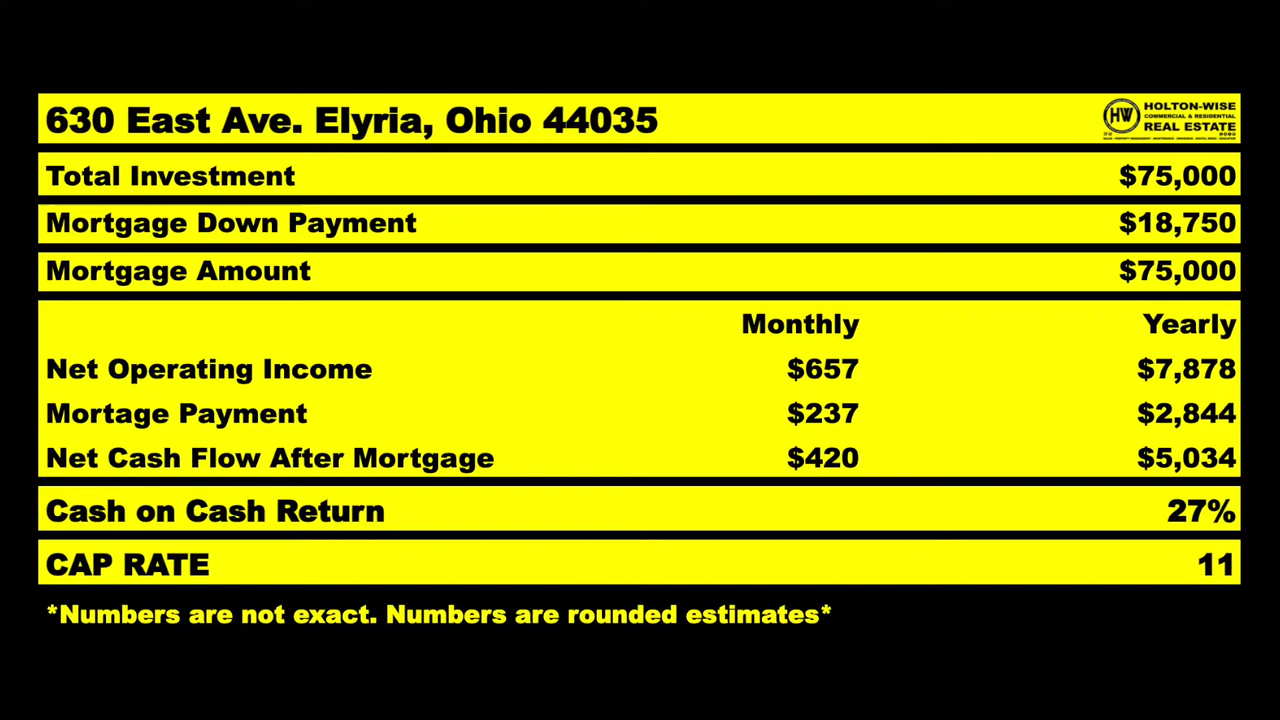 630 East Ave. Elyria, Ohio 44035
HOLTON-WISE
COMMERCIAL & RESIDENTIAL
REAL ESTATE
HW
Total Investment $75,000
Mortgage Down Payment $18,750
Mortgage Amount $75,000
Monthly Yearly
Net Operating Income $657 $7,878
Mortage Payment $237 $2,844
Net Cash Flow After Mortgage $420 $5,034
Cash on Cash Return 27%
CAP RATE 11
*Numbers are not exact. Numbers are rounded estimates*